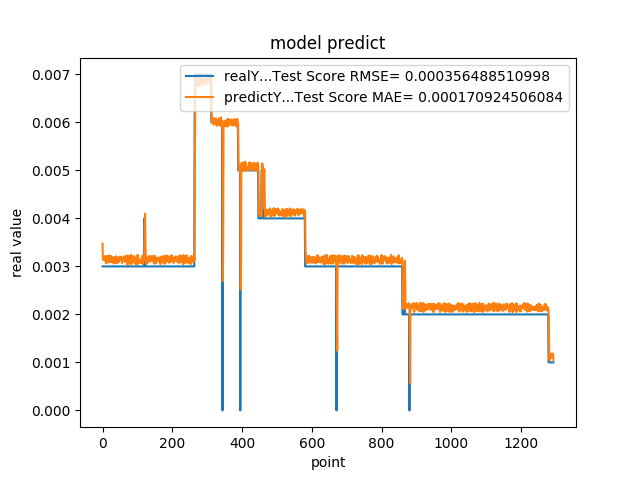 model predict
realY...Test Score RMSE= 0.000356488510998
predictY...Test Score MAE= 0.000170924506084
0.007
0.006
0.005
0.004
0.003
0.002
0.001
0.000
real value
0 200 400 600 800 1000 1200
point